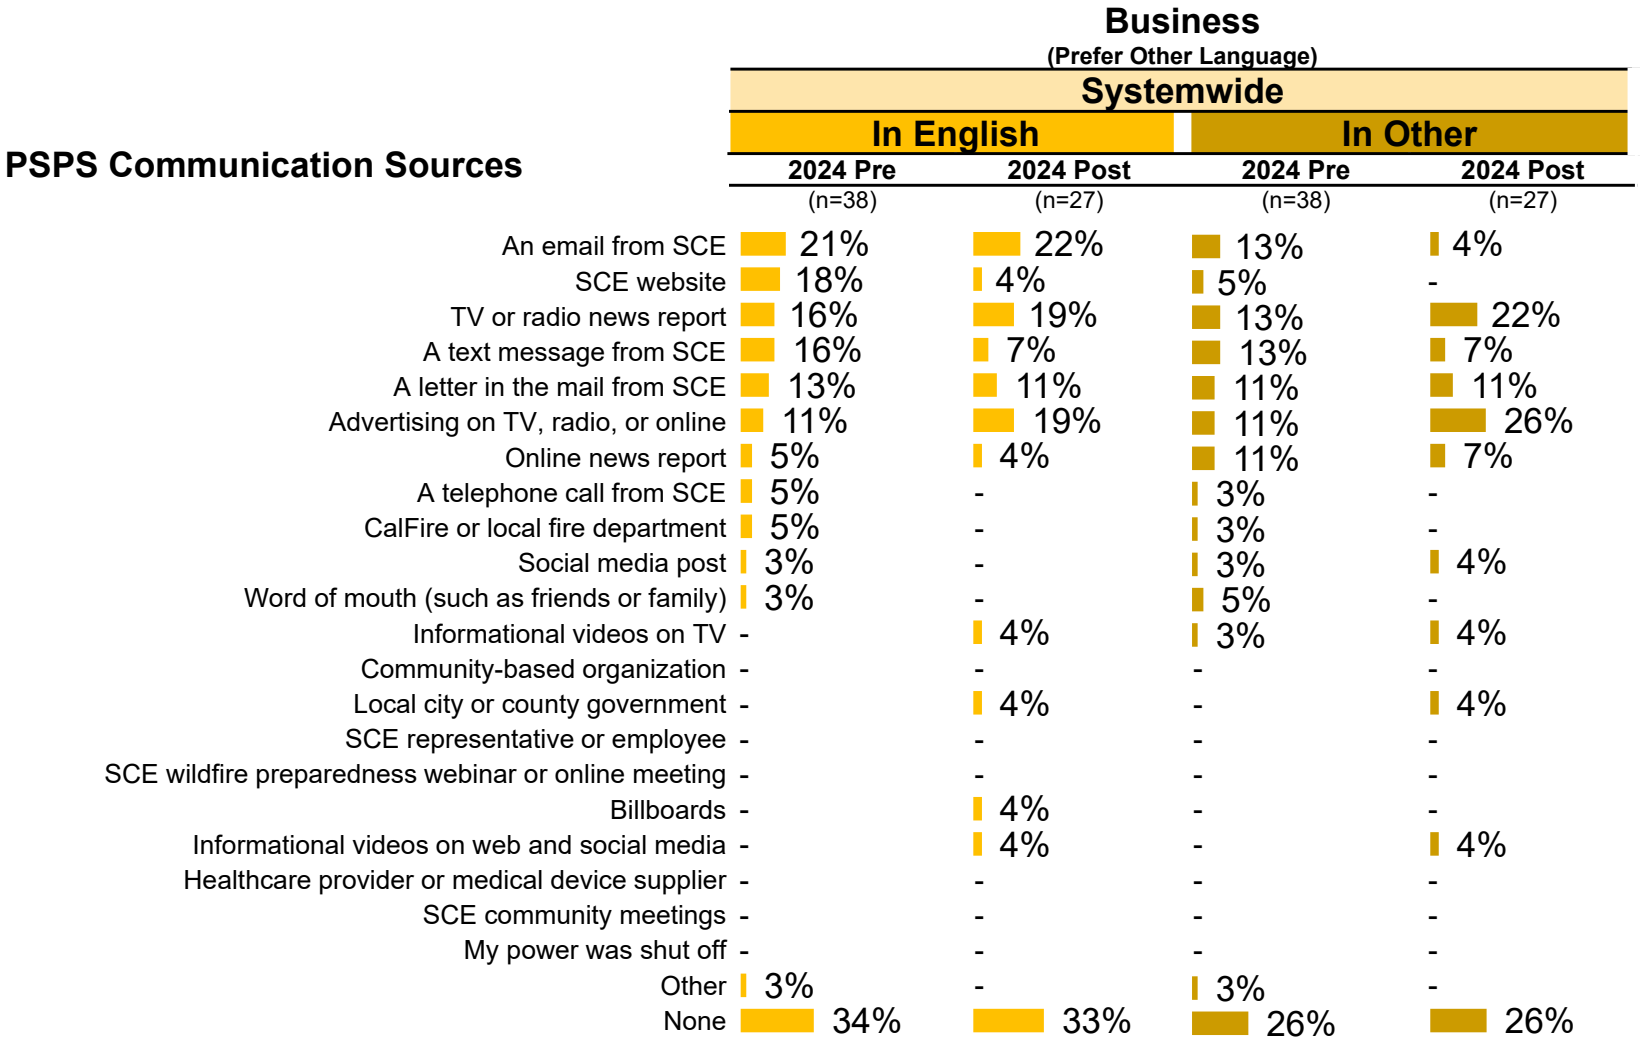 Business
(Prefer Other Language)
Systemwide
In English In Other
PSPS Communication Sources 2024 Pre 2024 Post 2024 Pre 2024 Post
(n=38) (n=27) (n=38) (n=27)
An email from SCE 21% 22% 13% 4%
SCE website 18% 4% 5% -
TV or radio news report 16% 19% 13% 22%
A text message from SCE 16% 7% 13% 7%
A letter in the mail from SCE 13% 11% 11% 11%
Advertising on TV, radio, or online 11% 19% 11% 26%
Online news report 5% 4% 11% 7%
A telephone call from SCE 5% - 3% -
CalFire or local fire department 5% - 3% -
Social media post 3% - 3% 4%
Word of mouth (such as friends or family) 3% - 5% -
Informational videos on TV - 4% 3% 4%
Community-based organization - - - -
Local city or county government - 4% - 4%
SCE representative or employee - - - -
SCE wildfire preparedness webinar or online meeting - - - -
Billboards - 4% - -
Informational videos on web and social media - 4% - 4%
Healthcare provider or medical device supplier - - - -
SCE community meetings - - - -
My power was shut off - - - -
Other 3% - 3% -
None 34% 33% 26% 26%